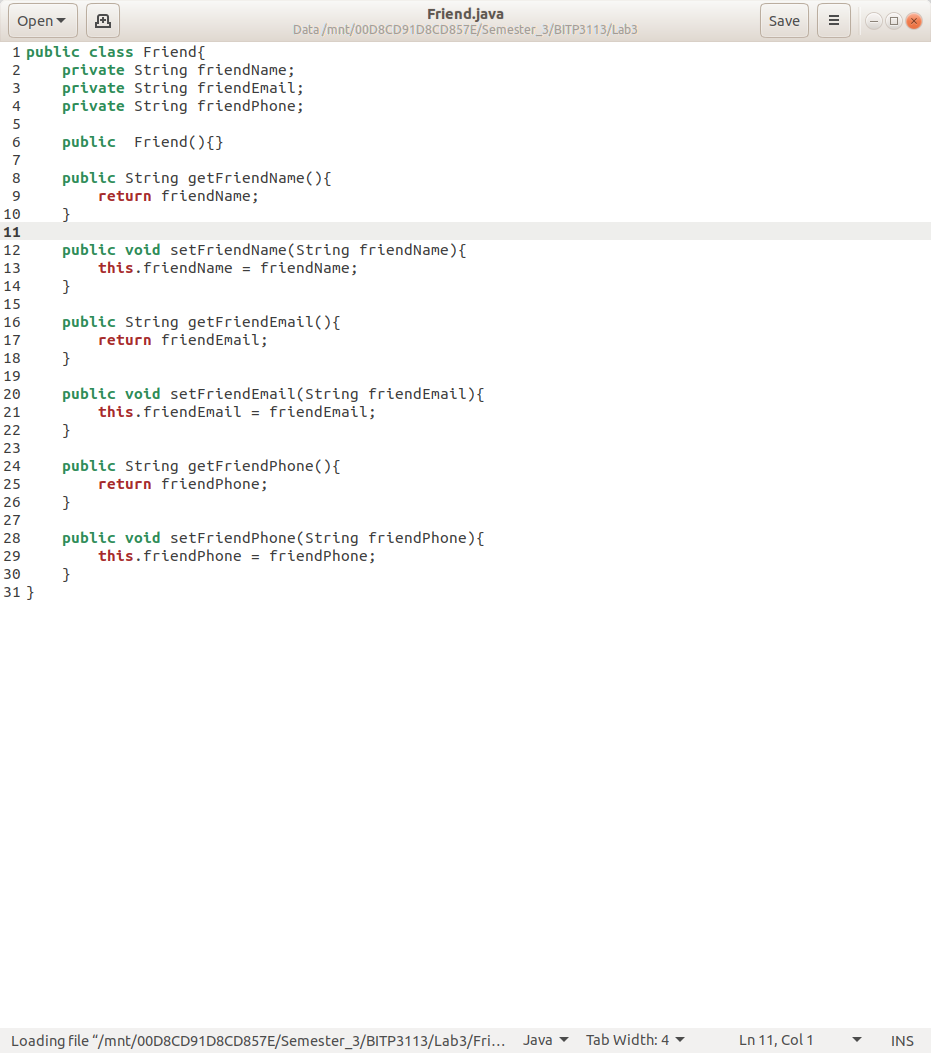 Open
Friend.java
Data /mnt/00D8CD91D8CD857E/Semester_3/BITP3113/Lab3
Save
1 public class Friend{
2     private String friendName;
3     private String friendEmail;
4     private String friendPhone;
5
6     public  Friend(){}
7
8     public String getFriendName(){
9         return friendName;
10     }
11
12     public void setFriendName(String friendName){
13         this.friendName = friendName;
14     }
15
16     public String getFriendEmail(){
17         return friendEmail;
18     }
19
20     public void setFriendEmail(String friendEmail){
21         this.friendEmail = friendEmail;
22     }
23
24     public String getFriendPhone(){
25         return friendPhone;
26     }
27
28     public void setFriendPhone(String friendPhone){
29         this.friendPhone = friendPhone;
30     }
31 }
Loading file “/mnt/00D8CD91D8CD857E/Semester_3/BITP3113/Lab3/Fri… Java Tab Width: 4 Ln 11, Col 1 INS